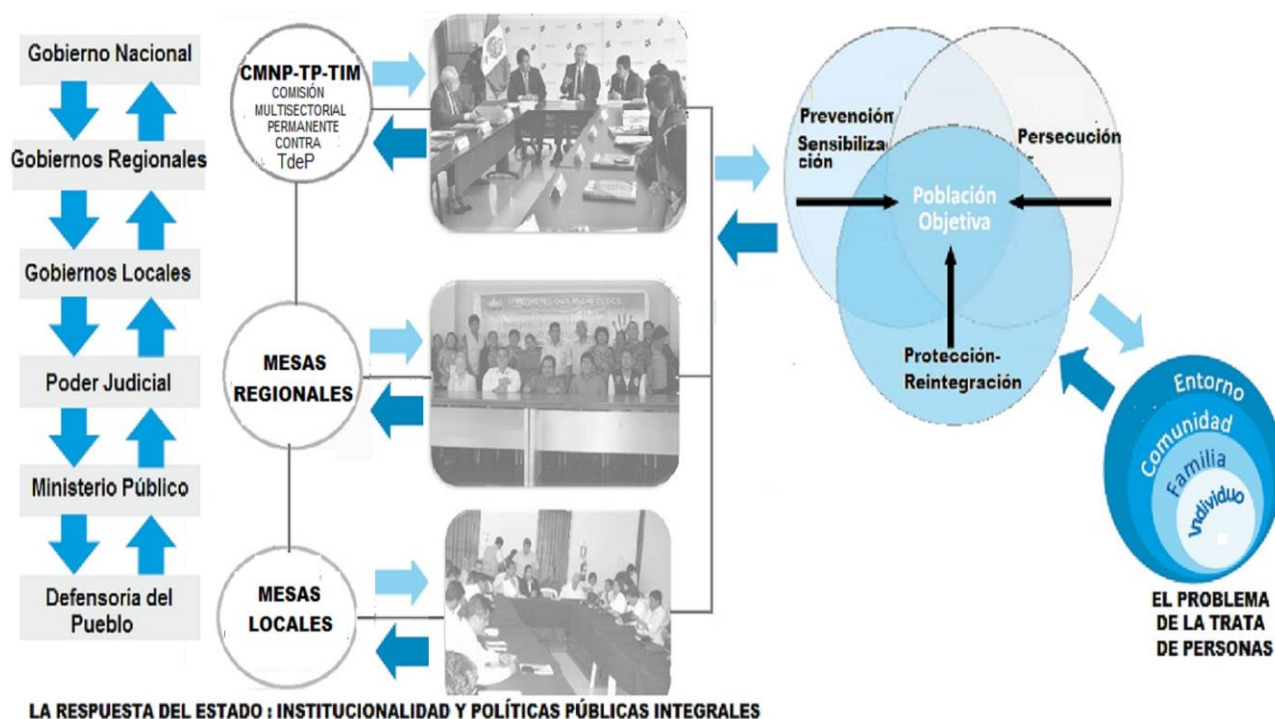 Gobierno Nacional
Gobiernos Regionales
Gobiernos Locales
Poder Judicial
Ministerio Público
Defensoria del
Pueblo
CMNP-TP-TIM
COMISIÓN
MULTISECTORIAL
PERMANENTE
CONTRA
TdeP
MESAS
REGIONALES
MESAS
LOCALES
Prevención
Sensibiliza
ción
Persecución
Población
Objetiva
Protección-
Reintegración
Entorno
Comunidad
Familia
Individuo
EL PROBLEMA
DE LA TRATA
DE PERSONAS
LA RESPUESTA DEL ESTADO : INSTITUCIONALIDAD Y POLÍTICAS PÚBLICAS INTEGRALES